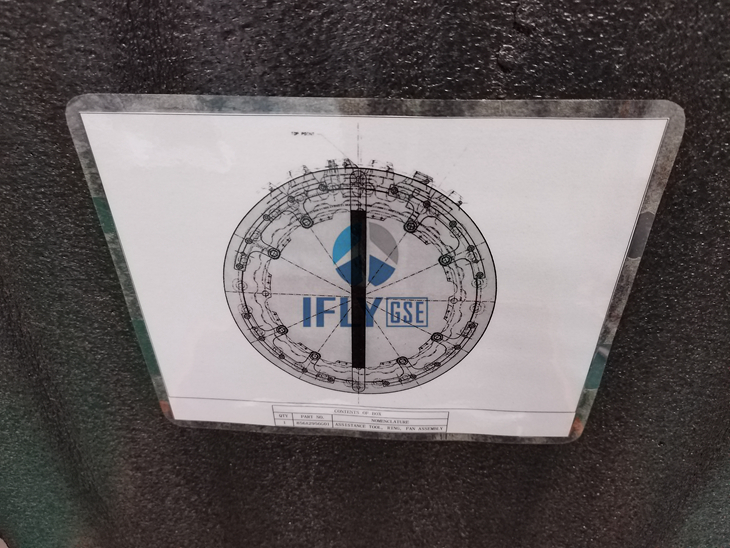 TOP POINT
IFLY GSE
CONTENTS OF BOX
QTY PART NO. NOMENCLATURE
1 ASSISTANCE TOOL, RING, FAN ASSEMBLY